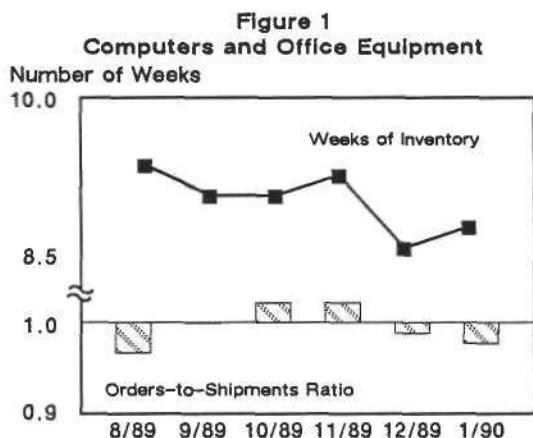 Figure 1
Computers and Office Equipment
Number of Weeks
10.0
Weeks of Inventory
8.5
1.0
Orders-to-Shipments Ratio
0.9
8/89 9/89 10/89 11/89 12/89 1/90